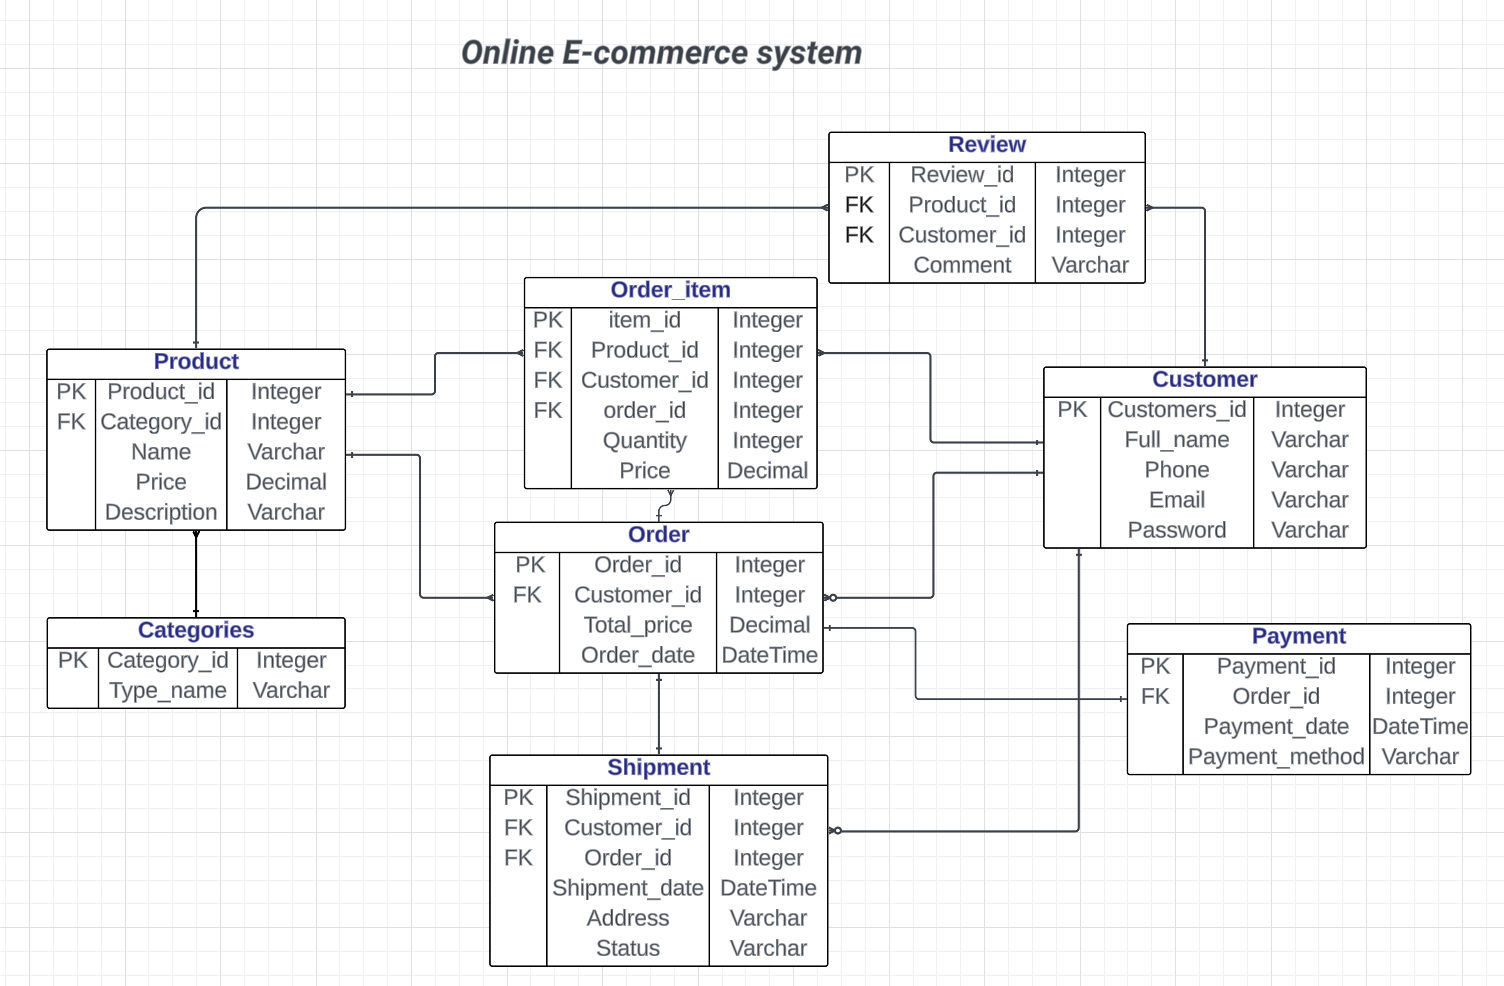 Online E-commerce system
Review
PK Review_id Integer
FK Product_id Integer
FK Customer_id Integer
Comment Varchar
Order_item
PK item_id Integer
FK Product_id Integer
FK Customer_id Integer
FK order_id Integer
Quantity Integer
Price Decimal
Product
PK Product_id Integer
FK Category_id Integer
Name Varchar
Price Decimal
Description Varchar
Customer
PK Customers_id Integer
Full_name Varchar
Phone Varchar
Email Varchar
Password Varchar
Order
PK Order_id Integer
FK Customer_id Integer
Total_price Decimal
Order_date DateTime
Categories
PK Category_id Integer
Type_name Varchar
Payment
PK Payment_id Integer
FK Order_id Integer
Payment_date DateTime
Payment_method Varchar
Shipment
PK Shipment_id Integer
FK Customer_id Integer
FK Order_id Integer
Shipment_date DateTime
Address Varchar
Status Varchar